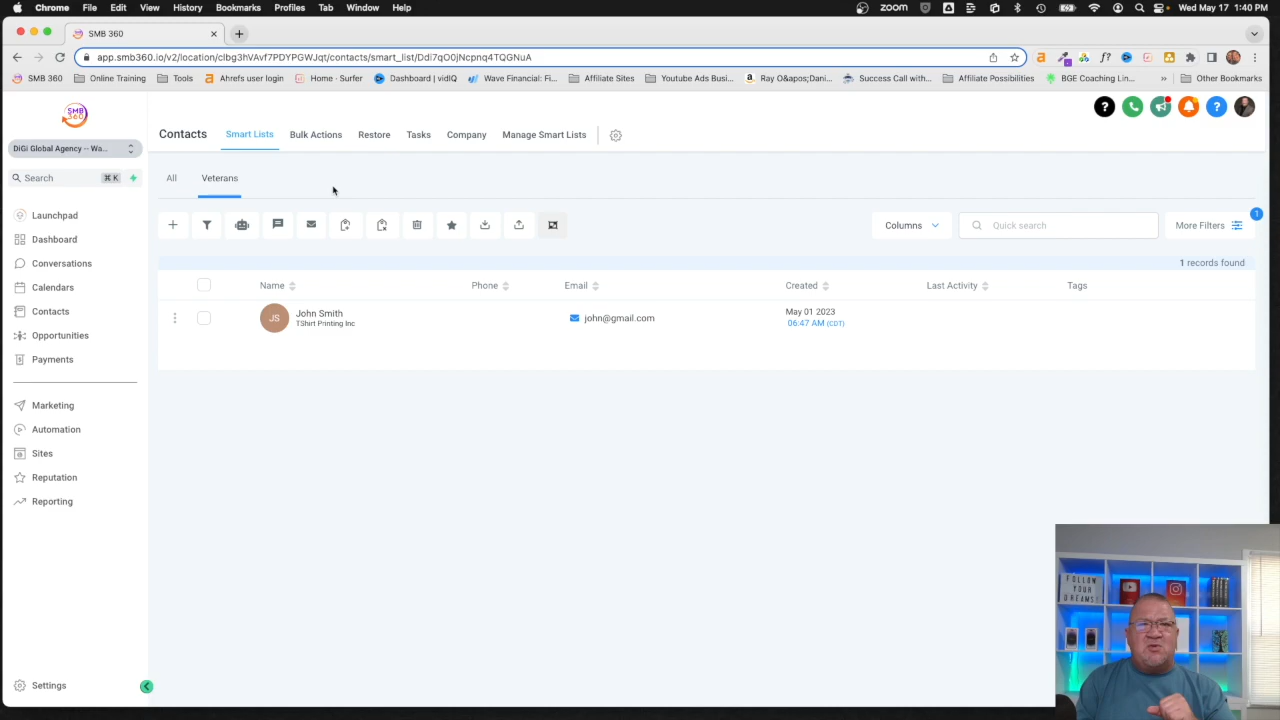 Chrome File Edit View History Bookmarks Profiles Tab Window Help zoom Wed May 17 1:40 PM
SMB 360
app.smb360.io/v2/location/clbg3hVAvf7PDYPGWJqt/contacts/smart_list/Ddi7qO0jNcpnq4TQGNuA
SMB 360 Online Training Tools Ahrefs user login Home · Surfer Dashboard | vidIQ Wave Financial: Fi... Affiliate Sites Youtube Ads Busi... Ray O&apos;Dani... Success Call with... Affiliate Possibilities BGE Coaching Lin... » Other Bookmarks
SMB
360
Contacts Smart Lists Bulk Actions Restore Tasks Company Manage Smart Lists
DiGi Global Agency -- Wa...
Search ⌘ K
All Veterans
Launchpad
Dashboard
Conversations
Calendars
Contacts
Opportunities
Payments
Marketing
Automation
Sites
Reputation
Reporting
Settings
Columns Quick search More Filters 1
1 records found
Name Phone Email Created Last Activity Tags
JS John Smith john@gmail.com May 01 2023
TShirt Printing Inc 06:47 AM (CDT)
FOLLOW
YOUR
DREAMS!